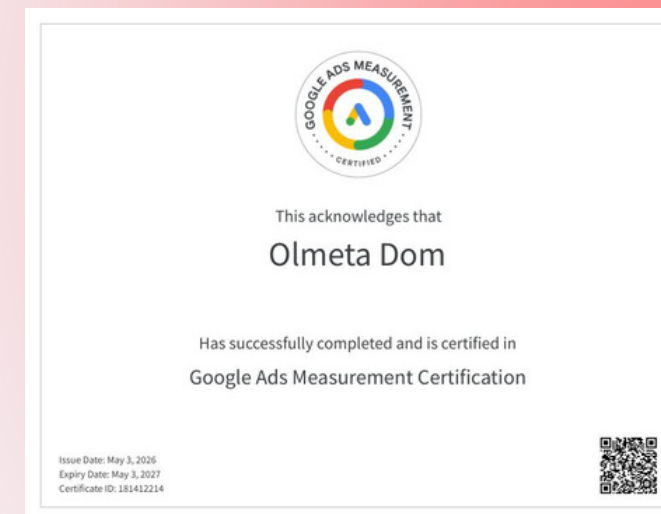 GOOGLE ADS MEASUREMENT
CERTIFIED
This acknowledges that
Olmeta Dom
Has successfully completed and is certified in
Google Ads Measurement Certification
Issue Date: May 3, 2026
Expiry Date: May 3, 2027
Certificate ID: 181412214